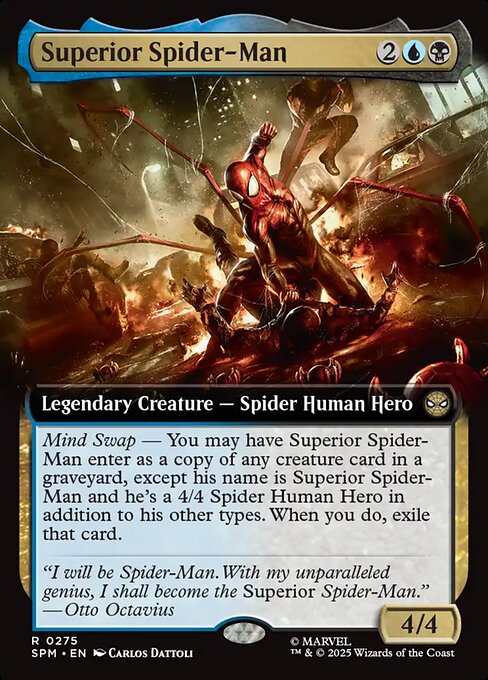 Superior Spider-Man 2
Legendary Creature — Spider Human Hero
Mind Swap — You may have Superior Spider-
Man enter as a copy of any creature card in a
graveyard, except his name is Superior Spider-
Man and he's a 4/4 Spider Human Hero in
addition to his other types. When you do, exile
that card.
“I will be Spider-Man. With my unparalleled
genius, I shall become the Superior Spider-Man.”
—Otto Octavius
4/4
R 0275
SPM • EN Carlos Dattoli
© MARVEL
™ & © 2025 Wizards of the Coast